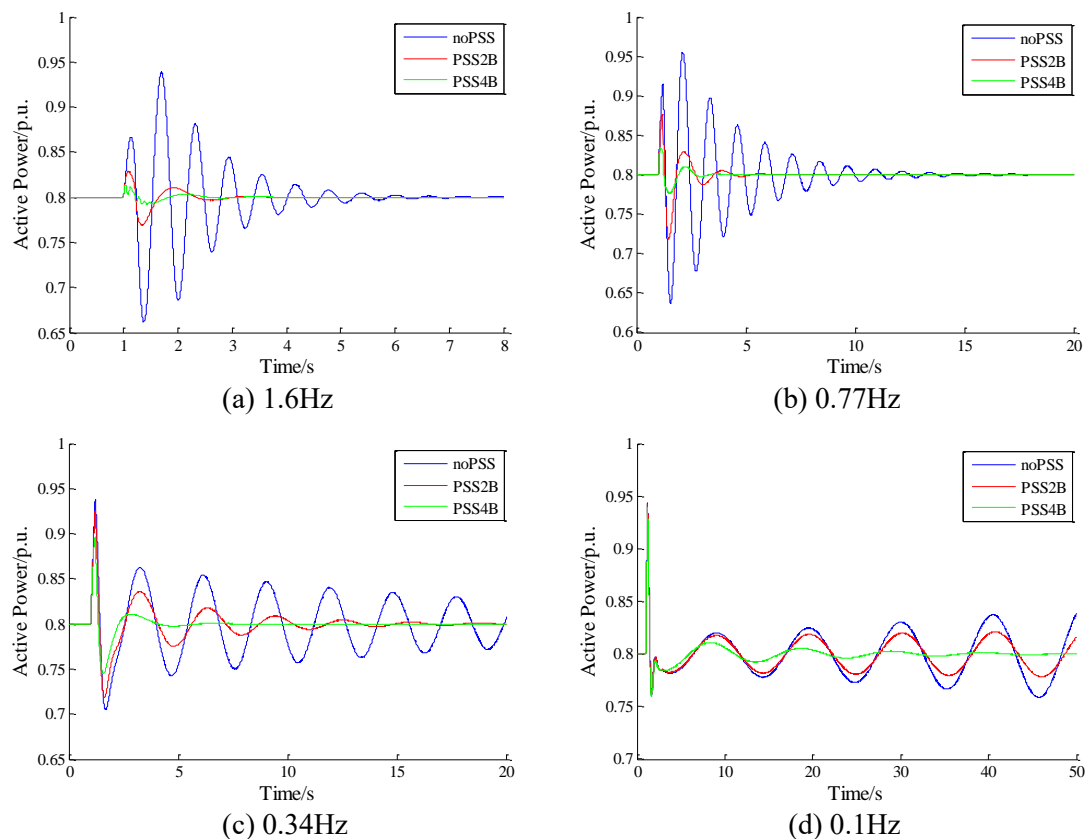 1
0.95
0.9
0.85
0.8
0.75
0.7
0.65
Active Power/p.u.
noPSS
PSS2B
PSS4B
0 1 2 3 4 5 6 7 8
Time/s
(a) 1.6Hz
1
0.95
0.9
0.85
0.8
0.75
0.7
0.65
0.6
Active Power/p.u.
noPSS
PSS2B
PSS4B
0 5 10 15 20
Time/s
(b) 0.77Hz
1
0.95
0.9
0.85
0.8
0.75
0.7
0.65
Active Power/p.u.
noPSS
PSS2B
PSS4B
0 5 10 15 20
Time/s
(c) 0.34Hz
1
0.95
0.9
0.85
0.8
0.75
0.7
Active Power/p.u.
noPSS
PSS2B
PSS4B
0 10 20 30 40 50
Time/s
(d) 0.1Hz